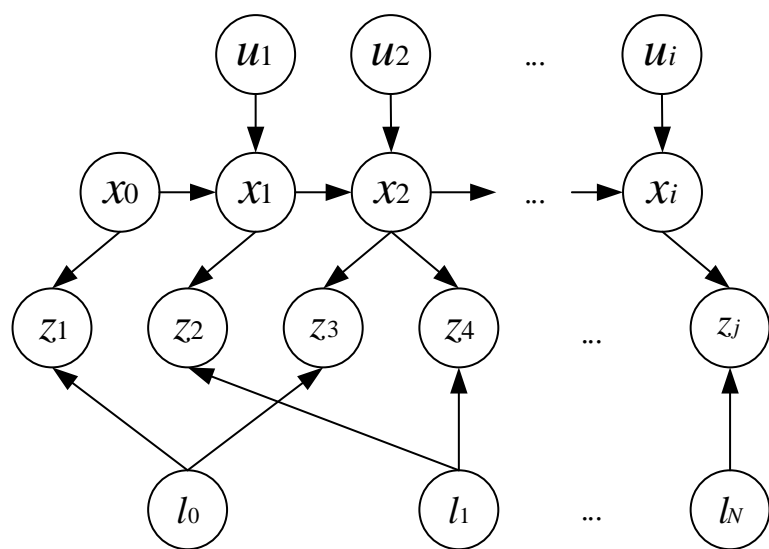 u1 u2 ... ui
x0 x1 x2 ... xi
z1 z2 z3 z4 ... zj
l0 l1 ... lN